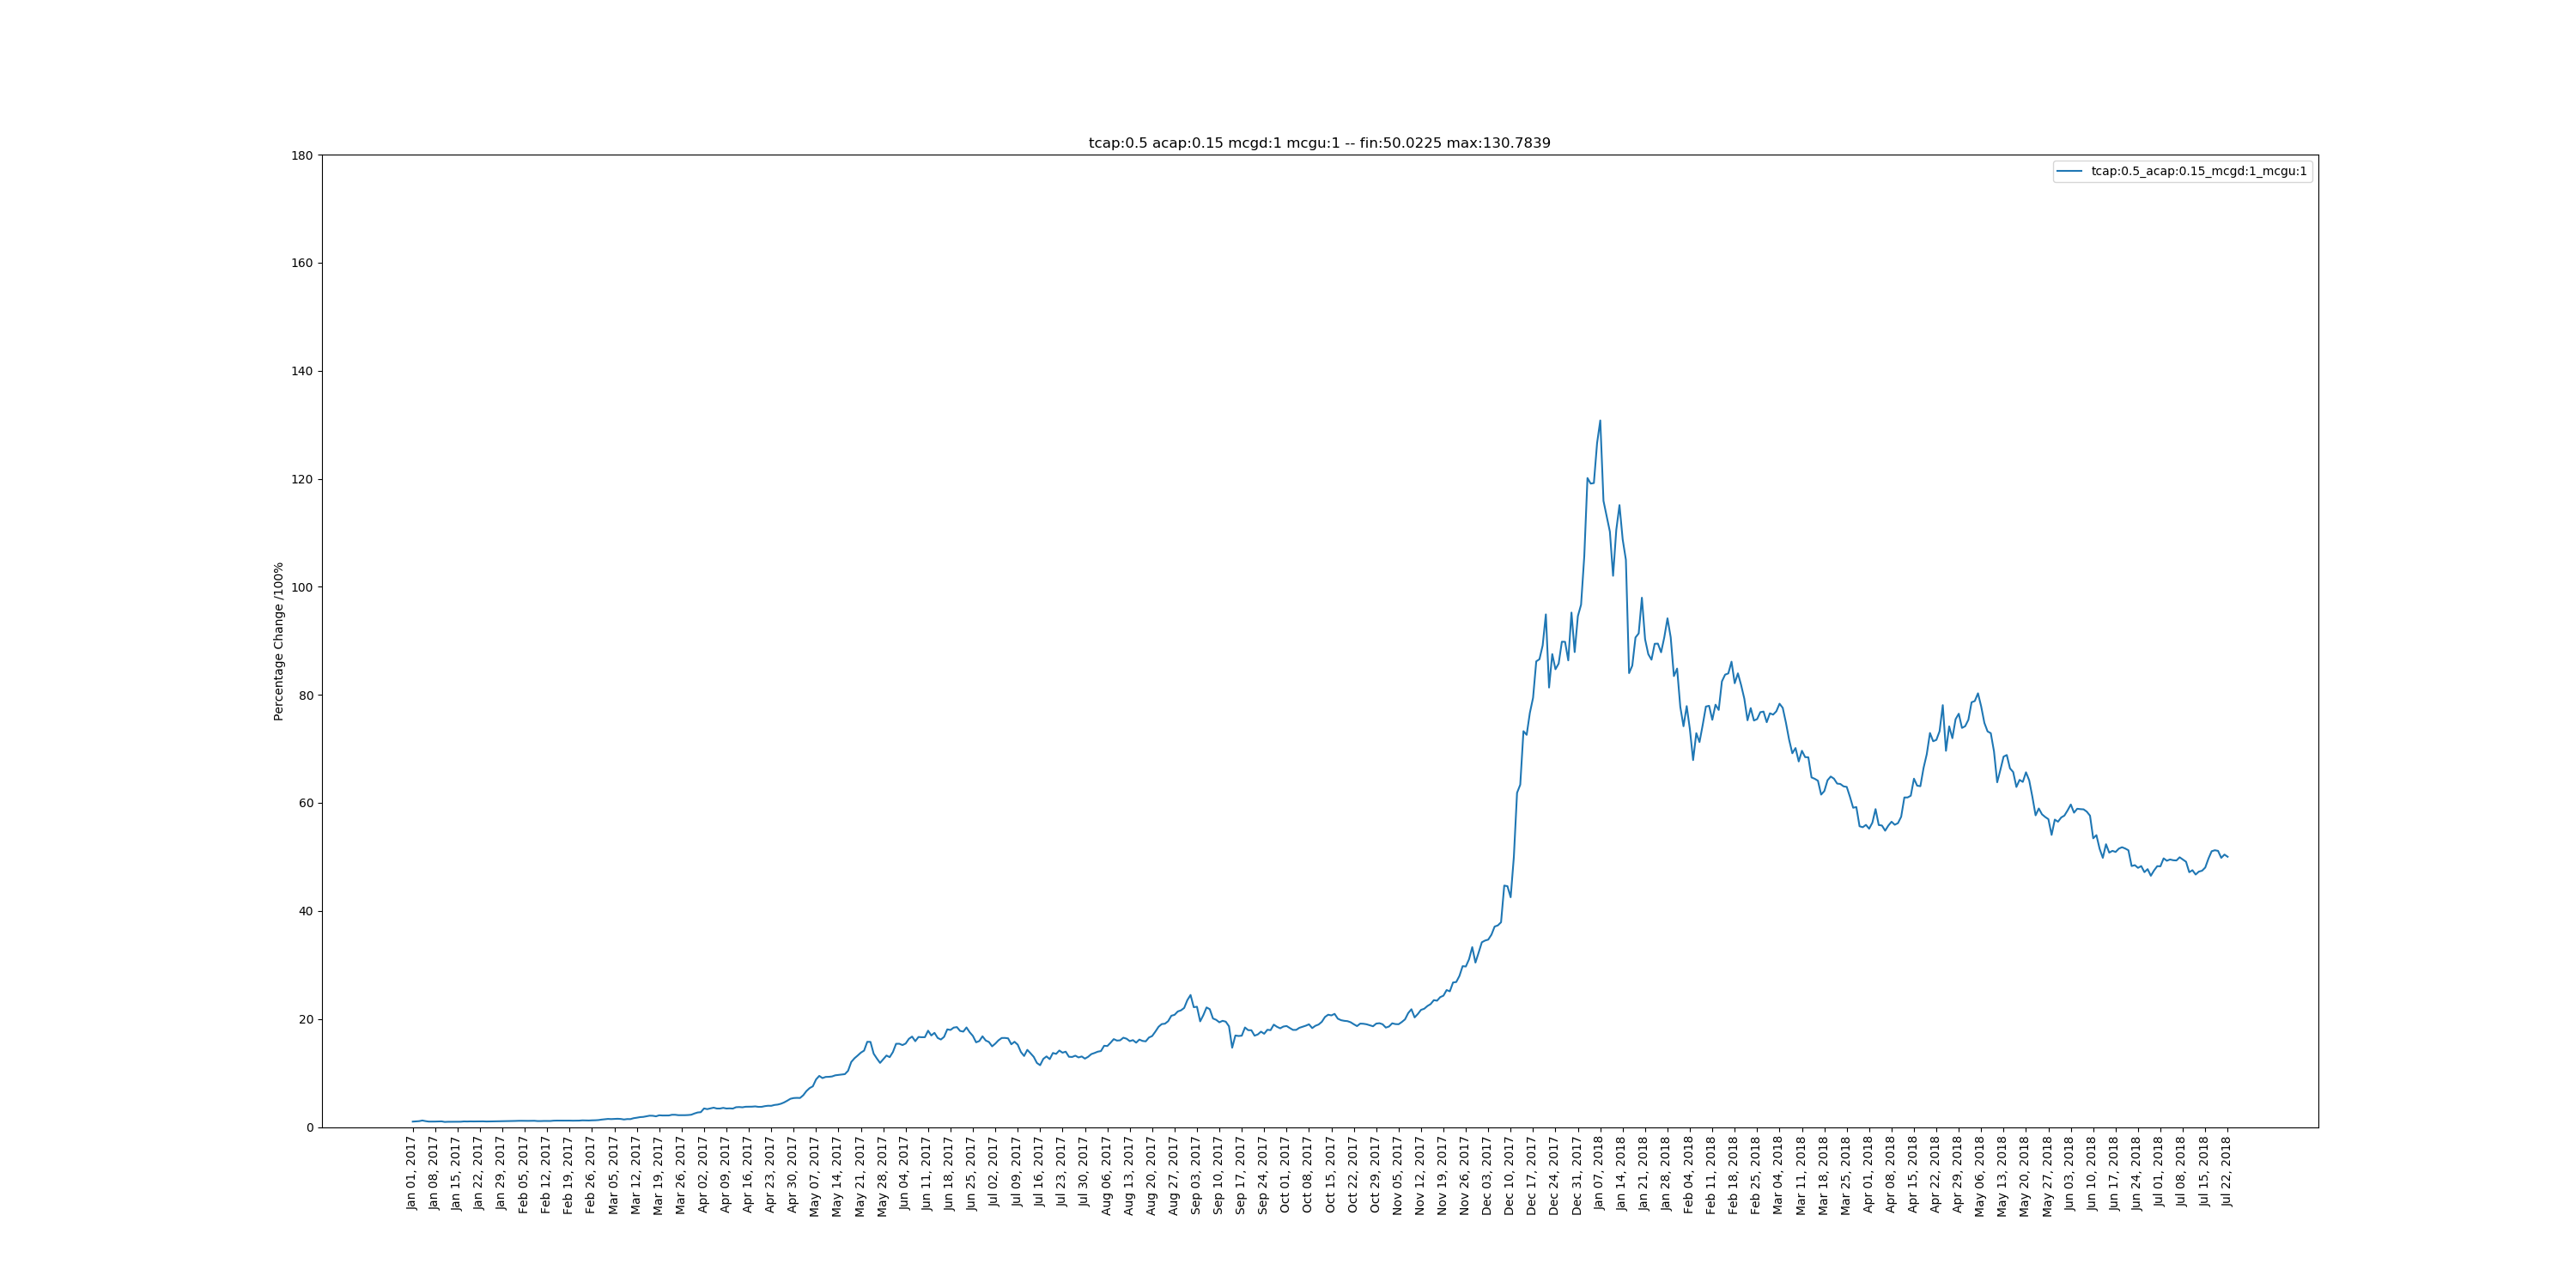 tcap:0.5 acap:0.15 mcgd:1 mcgu:1 -- fin:50.0225 max:130.7839
tcap:0.5_acap:0.15_mcgd:1_mcgu:1
Percentage Change /100%
180
160
140
120
100
80
60
40
20
0
Jan 01, 2017
Jan 08, 2017
Jan 15, 2017
Jan 22, 2017
Jan 29, 2017
Feb 05, 2017
Feb 12, 2017
Feb 19, 2017
Feb 26, 2017
Mar 05, 2017
Mar 12, 2017
Mar 19, 2017
Mar 26, 2017
Apr 02, 2017
Apr 09, 2017
Apr 16, 2017
Apr 23, 2017
Apr 30, 2017
May 07, 2017
May 14, 2017
May 21, 2017
May 28, 2017
Jun 04, 2017
Jun 11, 2017
Jun 18, 2017
Jun 25, 2017
Jul 02, 2017
Jul 09, 2017
Jul 16, 2017
Jul 23, 2017
Jul 30, 2017
Aug 06, 2017
Aug 13, 2017
Aug 20, 2017
Aug 27, 2017
Sep 03, 2017
Sep 10, 2017
Sep 17, 2017
Sep 24, 2017
Oct 01, 2017
Oct 08, 2017
Oct 15, 2017
Oct 22, 2017
Oct 29, 2017
Nov 05, 2017
Nov 12, 2017
Nov 19, 2017
Nov 26, 2017
Dec 03, 2017
Dec 10, 2017
Dec 17, 2017
Dec 24, 2017
Dec 31, 2017
Jan 07, 2018
Jan 14, 2018
Jan 21, 2018
Jan 28, 2018
Feb 04, 2018
Feb 11, 2018
Feb 18, 2018
Feb 25, 2018
Mar 04, 2018
Mar 11, 2018
Mar 18, 2018
Mar 25, 2018
Apr 01, 2018
Apr 08, 2018
Apr 15, 2018
Apr 22, 2018
Apr 29, 2018
May 06, 2018
May 13, 2018
May 20, 2018
May 27, 2018
Jun 03, 2018
Jun 10, 2018
Jun 17, 2018
Jun 24, 2018
Jul 01, 2018
Jul 08, 2018
Jul 15, 2018
Jul 22, 2018